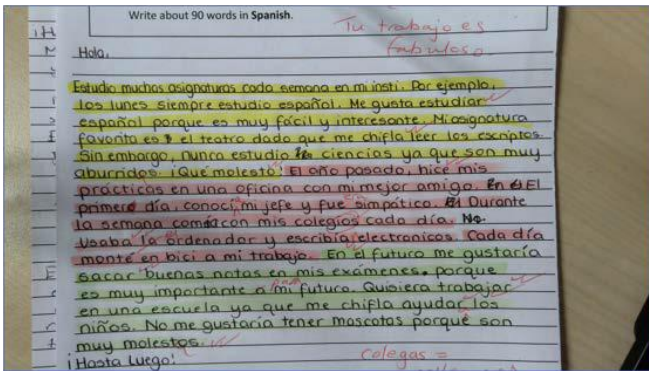 Write about 90 words in Spanish.
Tu trabajo es
fabuloso.
Hola,
Estudio muchas asignaturas cada semana en mi insti. Por ejemplo,
los lunes siempre estudio español. Me gusta estudiar
español porque es muy fácil y interesante. Mi asignatura
favorita es el teatro dado que me chifla leer los escriptos.
Sin embargo, nunca estudio ciencias ya que son muy
aburridos ¡Qué molesto! El año pasado, hice mis
prácticas en una oficina con mi mejor amigo. El
primero día, conocí mi jefe y fue simpático. Durante
la semana comía con mis colegios cada día. No
usaba la ordenador y escribía electronicos. Cada día
monté en bici a mi trabajo. En el futuro me gustaría
sacar buenas notas en mis exámenes, porque
es muy importante a mi futuro. Quisiera trabajar
para
en una escuela ya que me chifla ayudar los
niños. No me gustaría tener mascotas porque son
muy molestos.
¡Hasta Luego!
colegas =